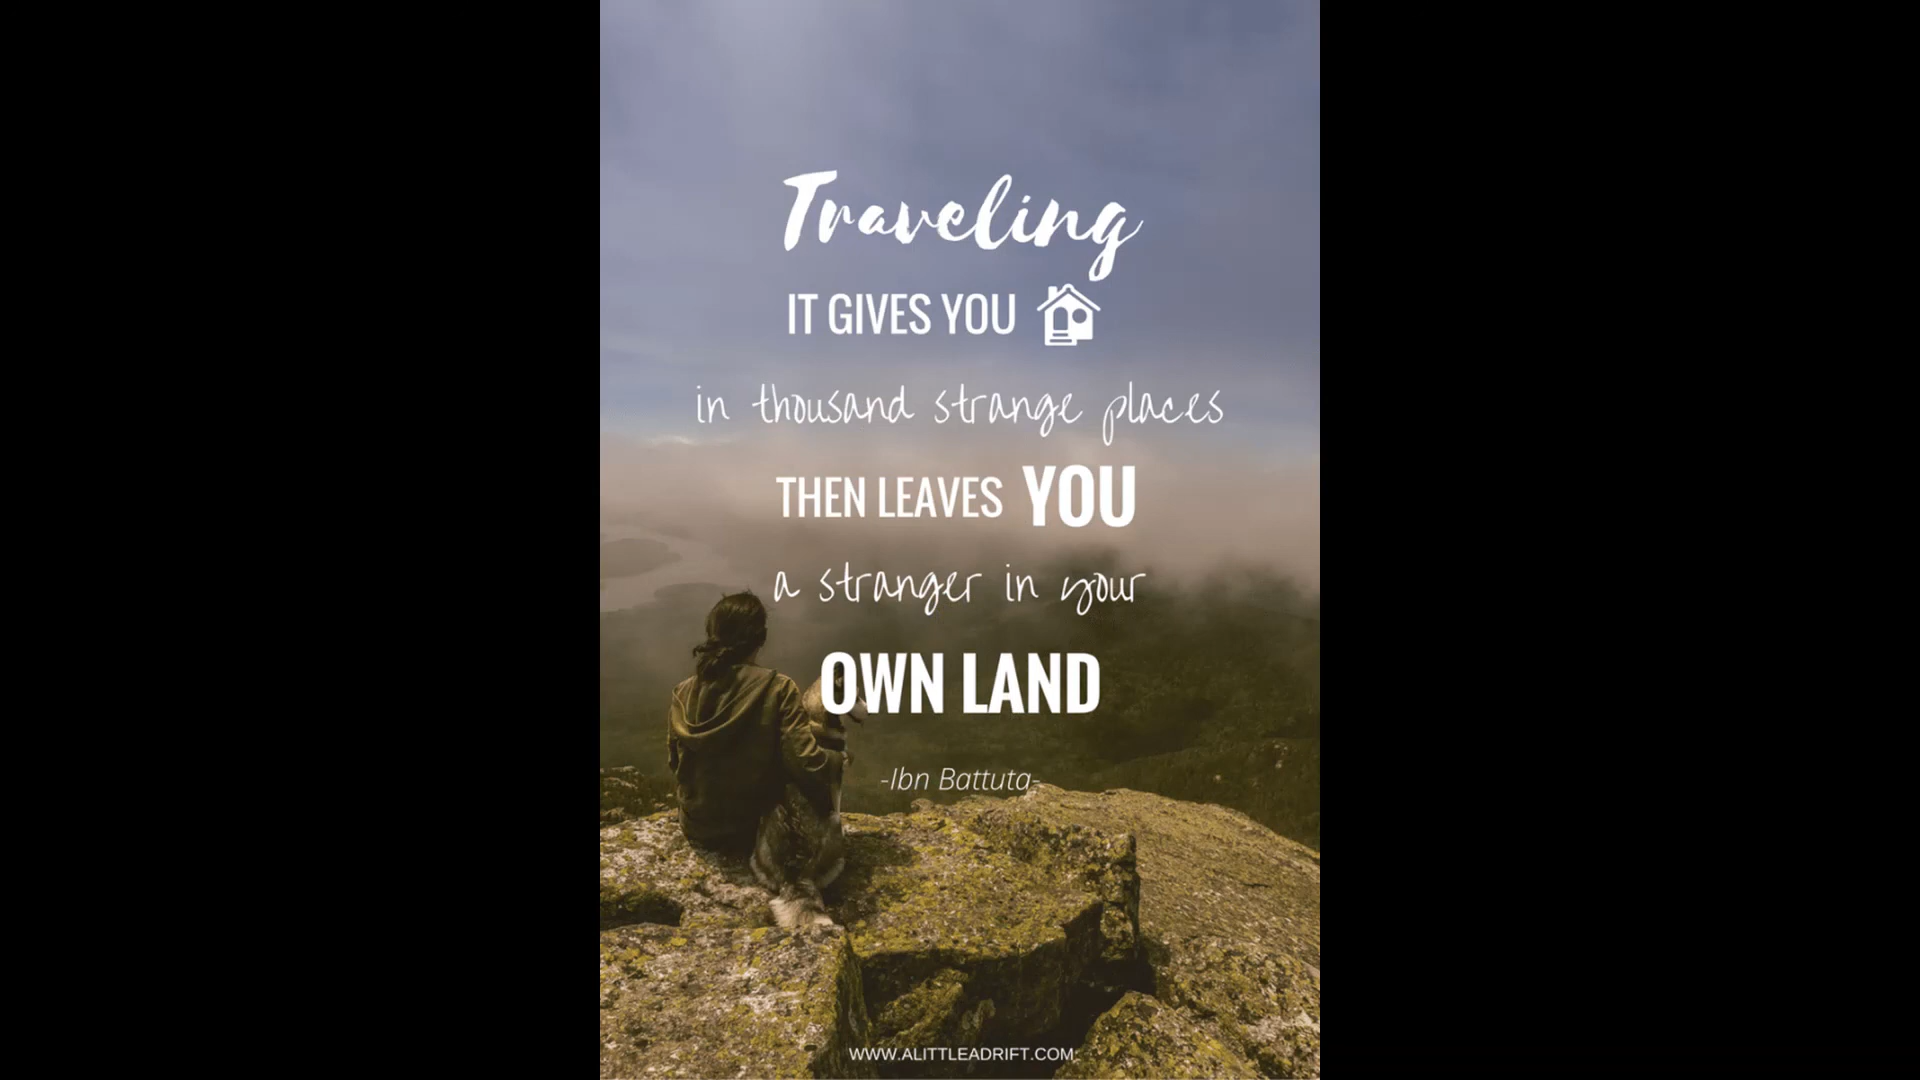 Traveling
IT GIVES YOU
in thousand strange places
THEN LEAVES YOU
a stranger in your
OWN LAND
-Ibn Battuta-
WWW.ALITTLEADRIFT.COM